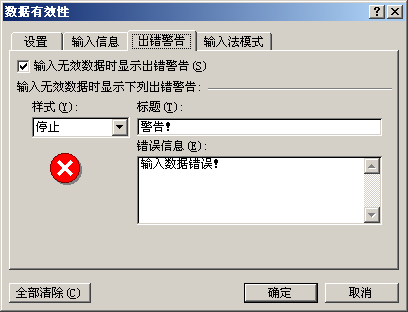 数据有效性
设置 输入信息 出错警告 输入法模式
输入无效数据时显示出错警告(S)
输入无效数据时显示下列出错警告:
样式(Y): 标题(T):
停止 警告!
错误信息(E):
输入数据错误!
全部清除(C) 确定 取消